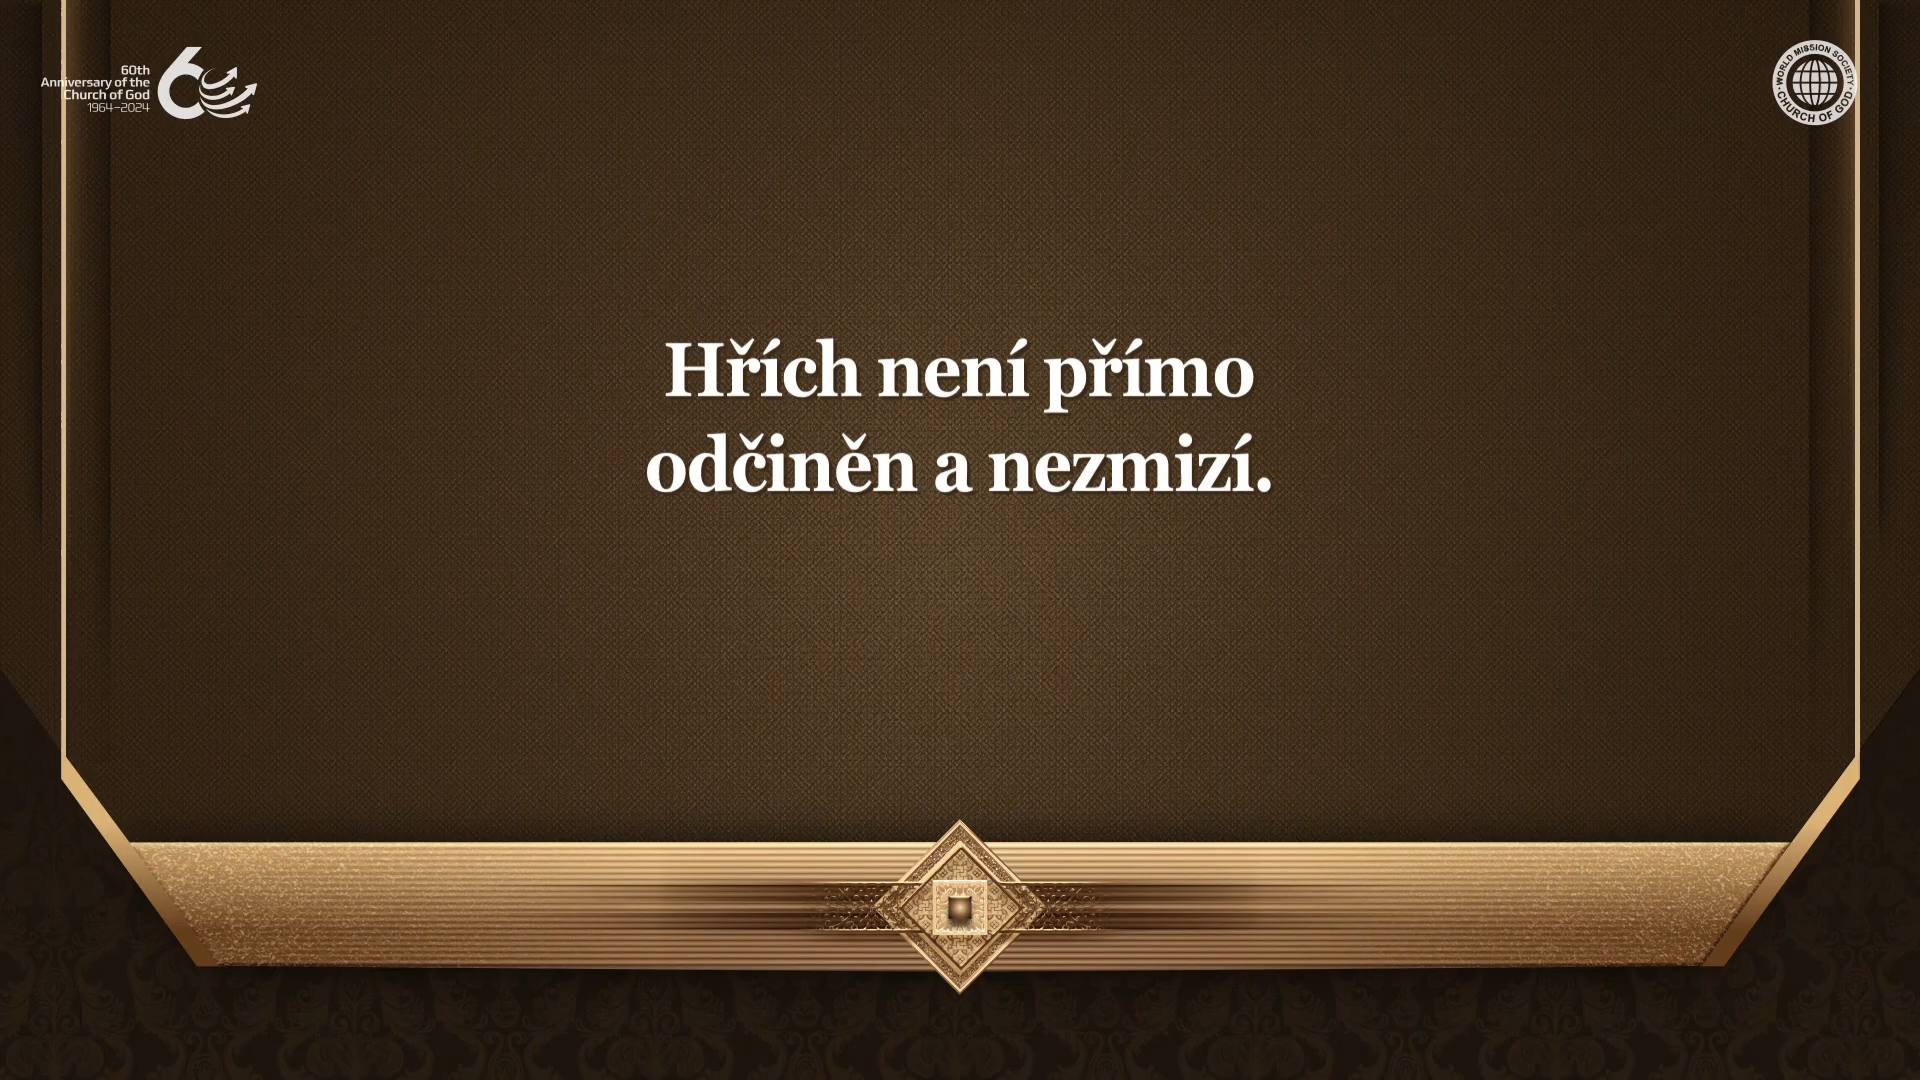 60th
Anniversary of the
Church of God
1964–2024
60
WORLD MISSION SOCIETY
CHURCH OF GOD
Hřích není přímo
odčiněn a nezmizí.